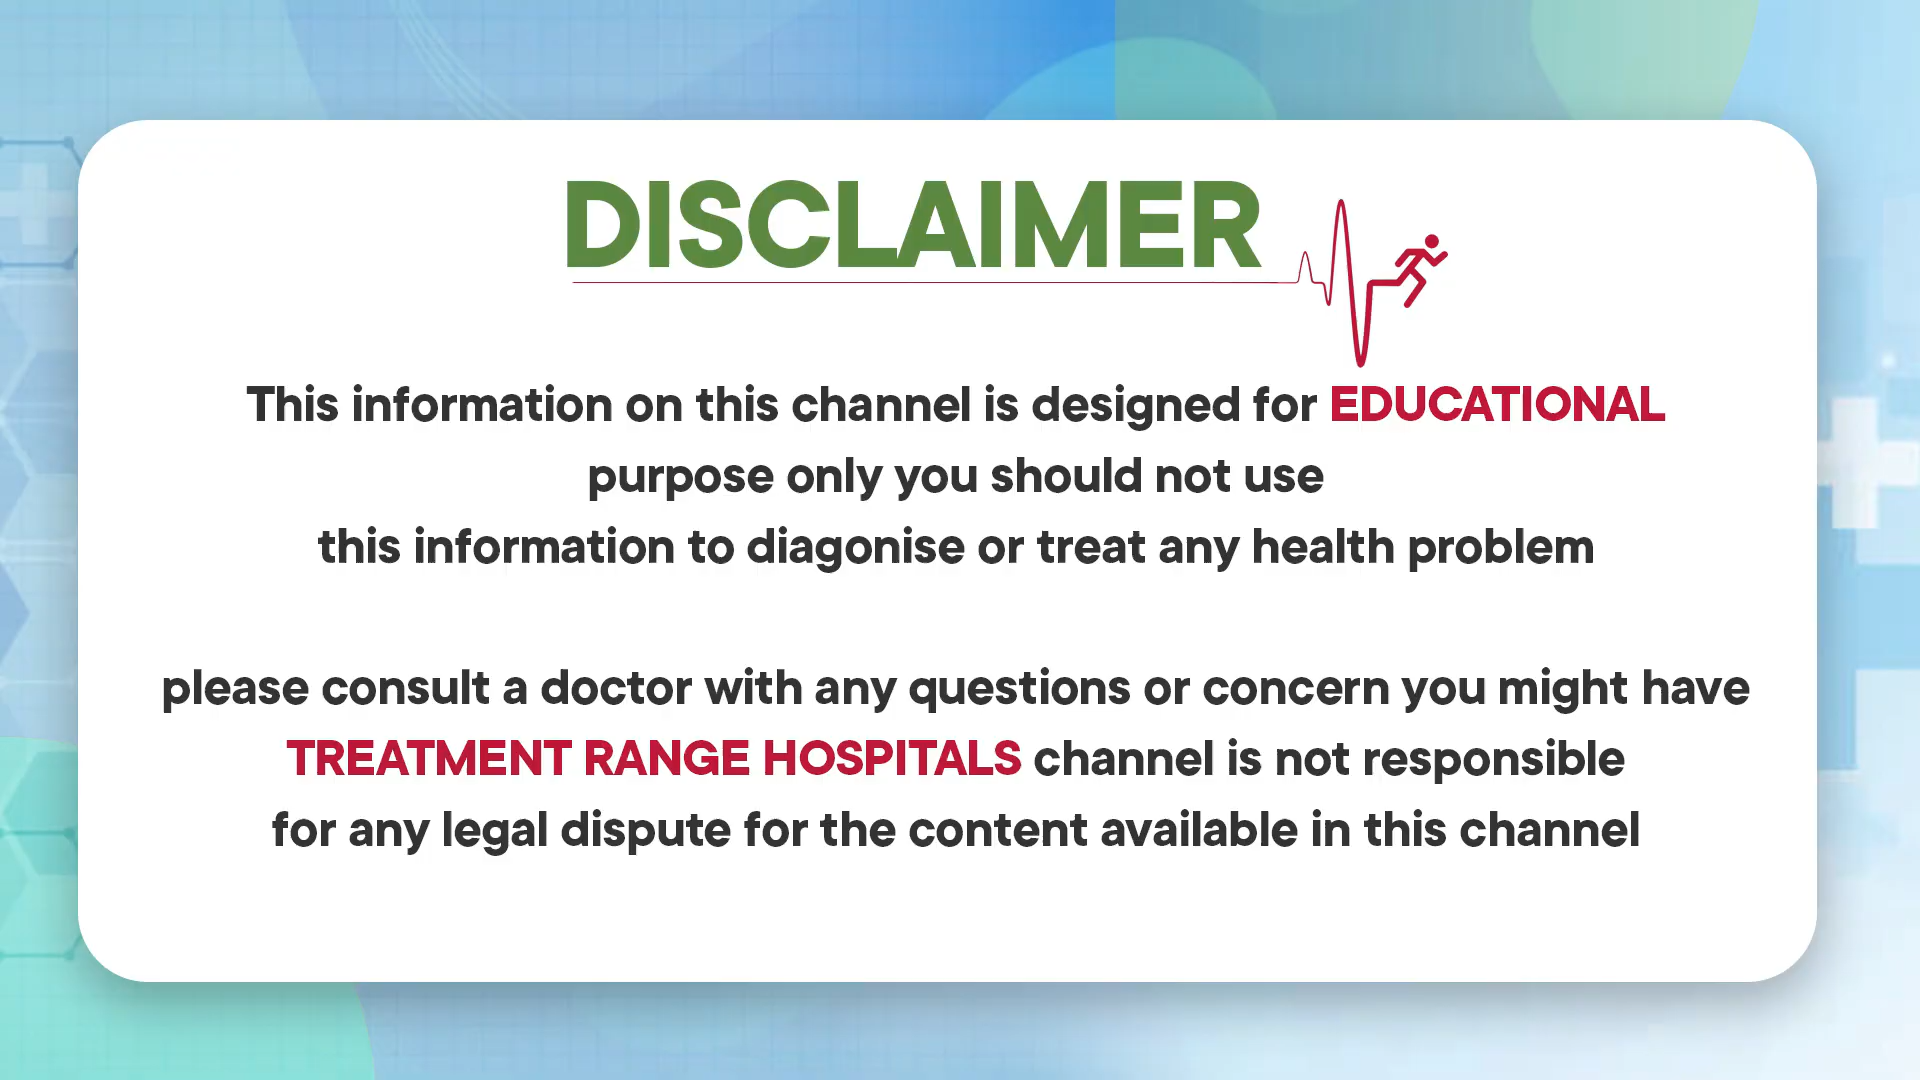 DISCLAIMER
This information on this channel is designed for EDUCATIONAL
purpose only you should not use
this information to diagonise or treat any health problem
please consult a doctor with any questions or concern you might have
TREATMENT RANGE HOSPITALS channel is not responsible
for any legal dispute for the content available in this channel